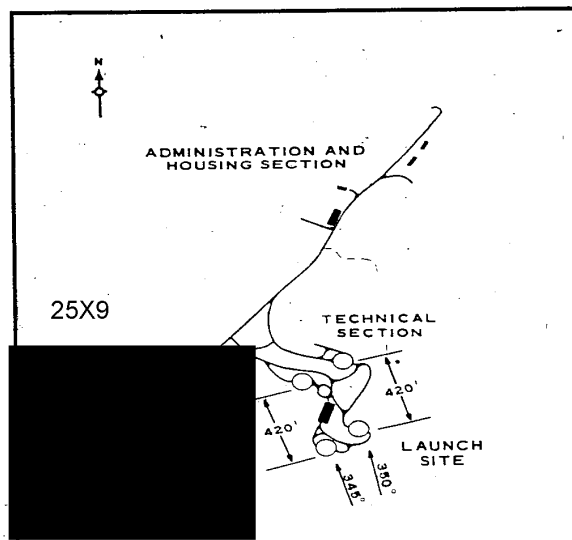 N
ADMINISTRATION AND
HOUSING SECTION
25X9
TECHNICAL
SECTION
420'
420'
LAUNCH
SITE
345°
350°